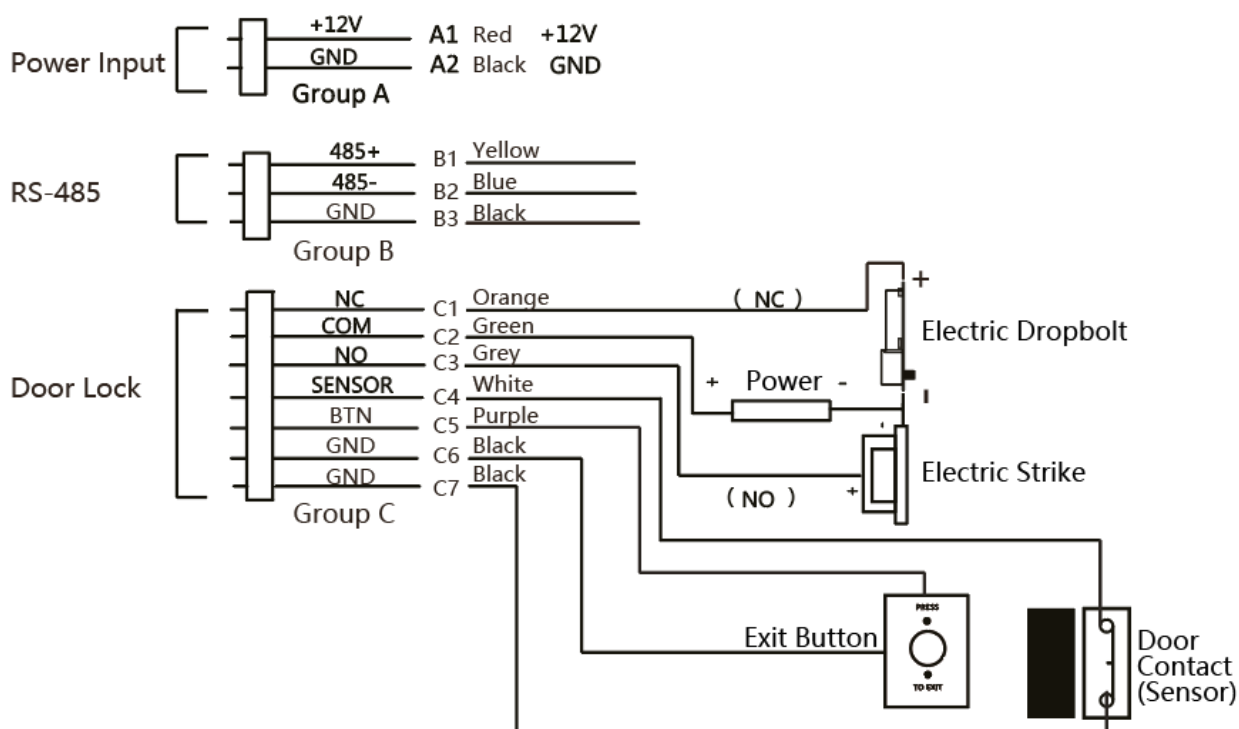 Power Input
+12V A1 Red +12V
GND A2 Black GND
Group A
RS-485
485+ B1 Yellow
485- B2 Blue
GND B3 Black
Group B
Door Lock
NC C1 Orange ( NC )
COM C2 Green
NO C3 Grey
SENSOR C4 White
BTN C5 Purple
GND C6 Black
GND C7 Black
Group C
+
Electric Dropbolt
-
+ Power -
-
+
Electric Strike
( NO )
Exit Button
PRESS
TO EXIT
Door
Contact
(Sensor)